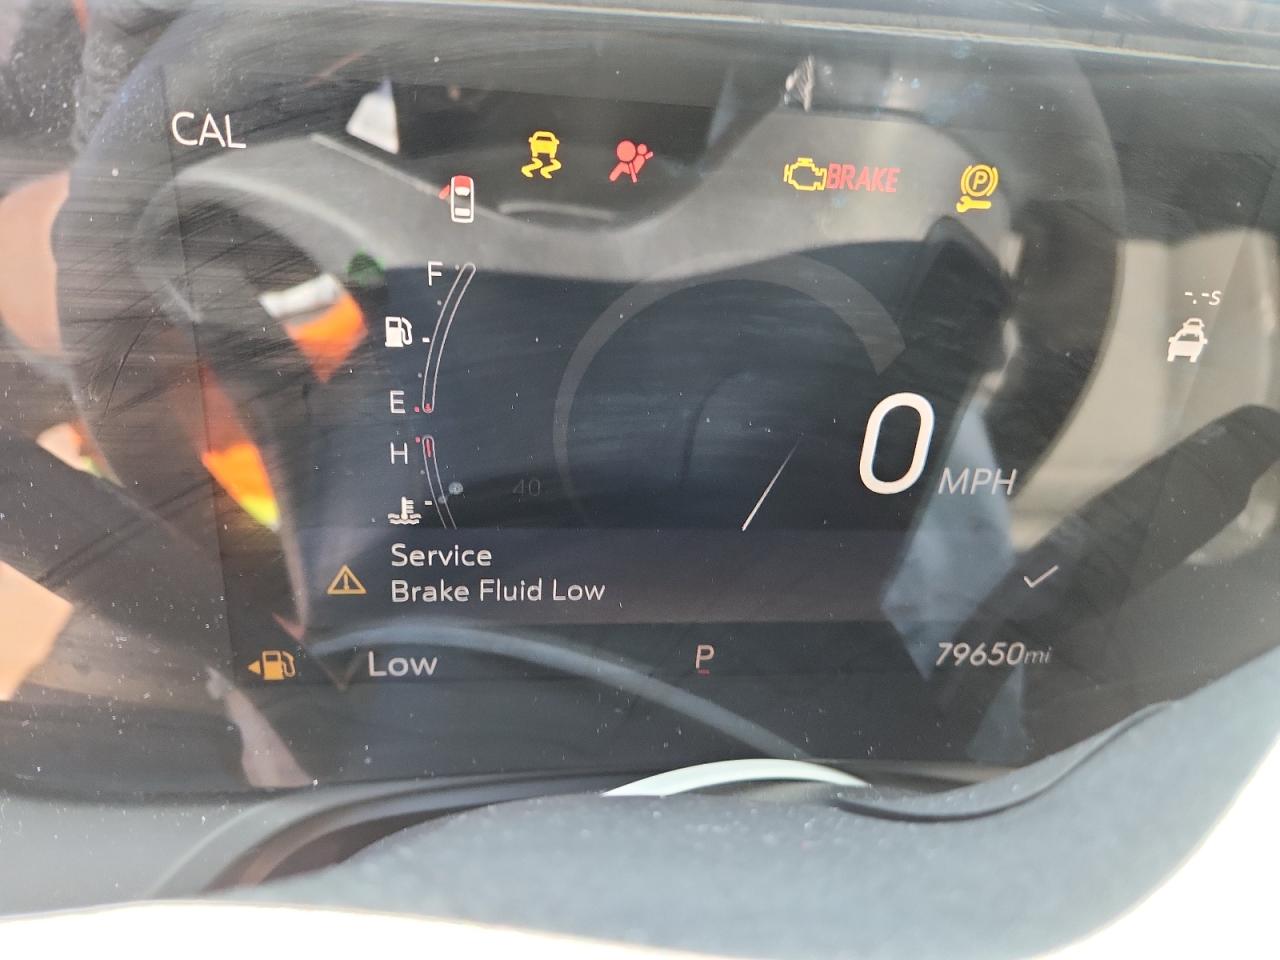 CAL
BRAKE
P
-.-s
F
E
H
40
0 MPH
Service
Brake Fluid Low
Low
P
79650mi